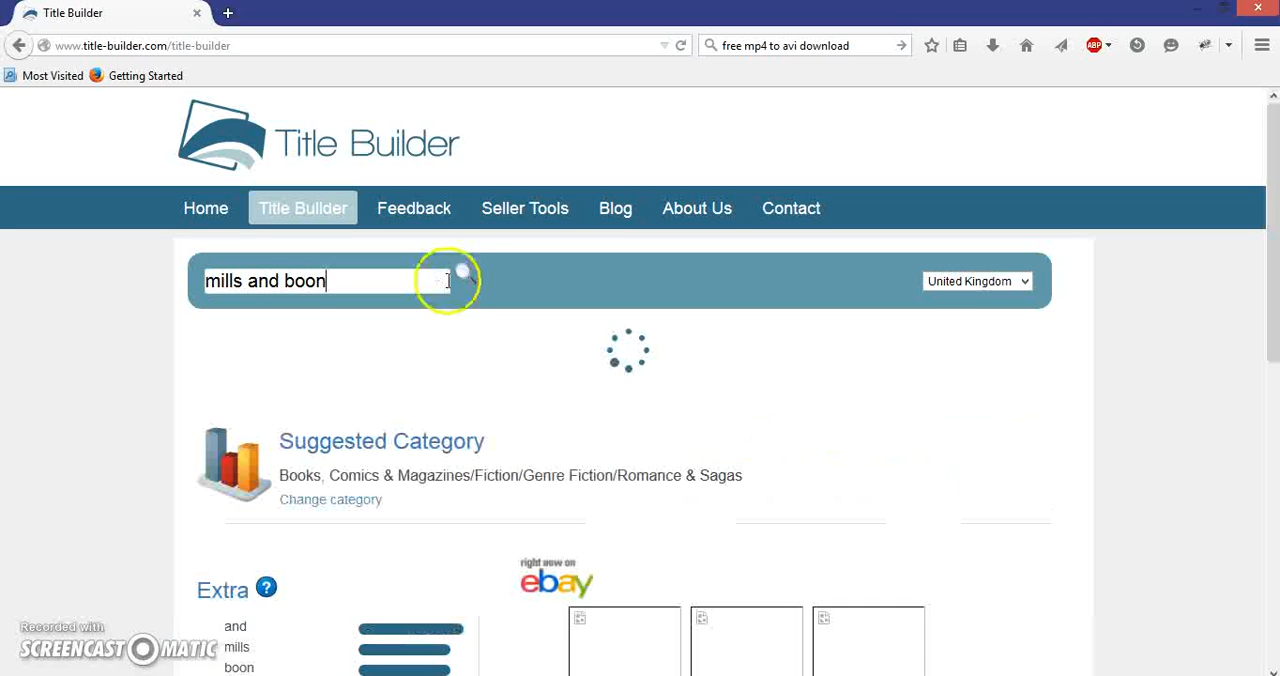 Title Builder
www.title-builder.com/title-builder
free mp4 to avi download
ABP
Most Visited
Getting Started
Title Builder
Home
Title Builder
Feedback
Seller Tools
Blog
About Us
Contact
mills and boon
United Kingdom
Suggested Category
Books, Comics & Magazines/Fiction/Genre Fiction/Romance & Sagas
Change category
right now on
ebay
Extra ?
and
mills
boon
Recorded with
SCREENCAST-O-MATIC